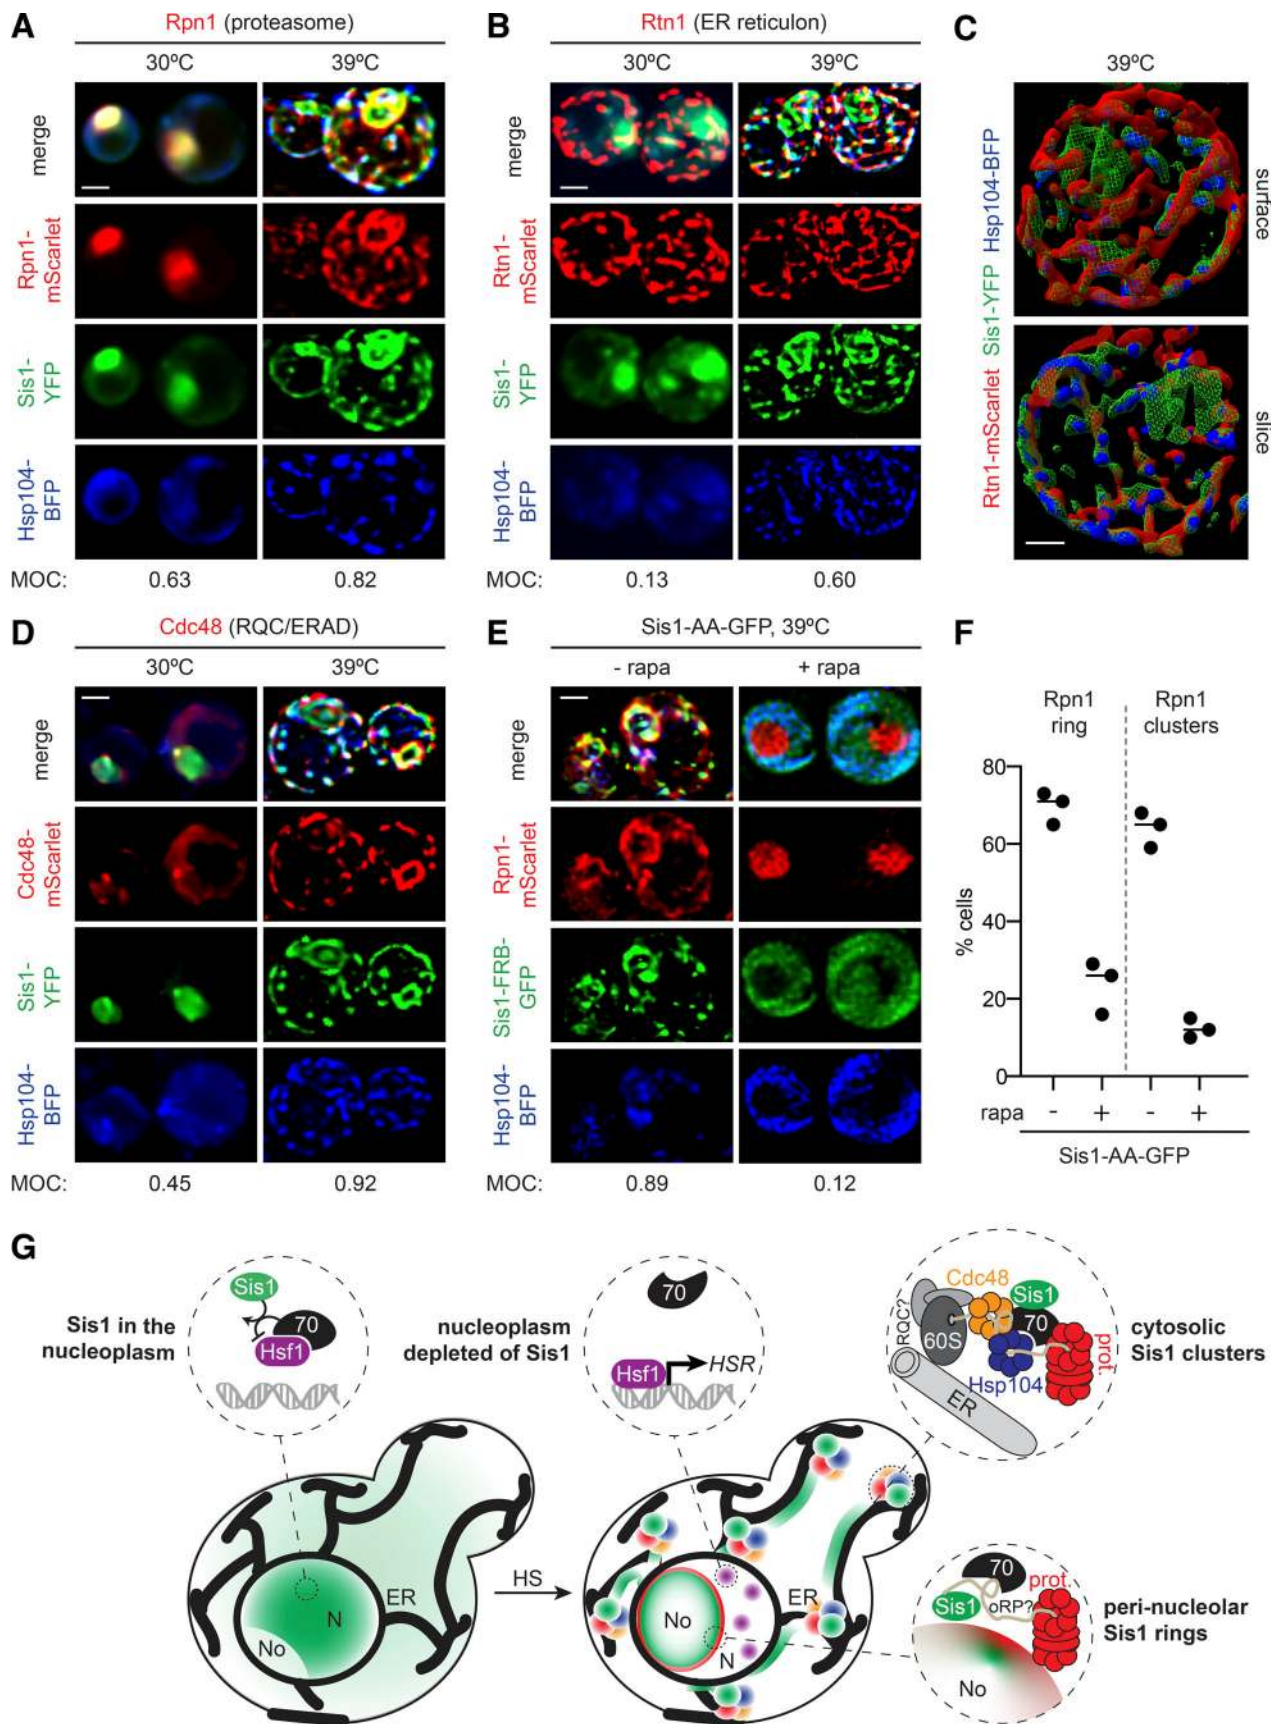 A
Rpn1 (proteasome)
30ºC
39ºC
merge
Rpn1-
mScarlet
Sis1-
YFP
Hsp104-
BFP
MOC:
0.63
0.82
B
Rtn1 (ER reticulon)
30ºC
39ºC
merge
Rtn1-
mScarlet
Sis1-
YFP
Hsp104-
BFP
MOC:
0.13
0.60
C
39ºC
Rtn1-mScarlet Sis1-YFP Hsp104-BFP
surface
slice
D
Cdc48 (RQC/ERAD)
30ºC
39ºC
merge
Cdc48-
mScarlet
Sis1-
YFP
Hsp104-
BFP
MOC:
0.45
0.92
E
Sis1-AA-GFP, 39ºC
- rapa
+ rapa
merge
Rpn1-
mScarlet
Sis1-FRB-
GFP
Hsp104-
BFP
MOC:
0.89
0.12
F
Rpn1
ring
Rpn1
clusters
% cells
80
60
40
20
0
rapa
-
+
-
+
Sis1-AA-GFP
G
Sis1 in the
nucleoplasm
Sis1
70
Hsf1
nucleoplasm
depleted of Sis1
70
Hsf1
HSR
RQC?
60S
Cdc48
Sis1
70
Hsp104
prot.
ER
cytosolic
Sis1 clusters
N
No
ER
HS
No
N
ER
70
Sis1
oRP?
prot.
No
peri-nucleolar
Sis1 rings